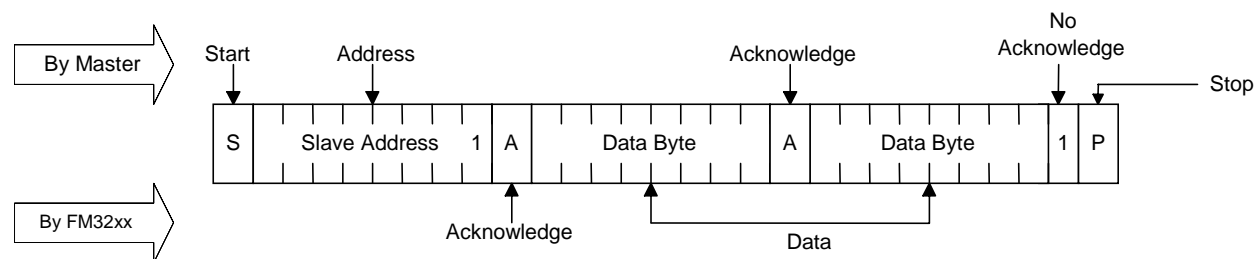 No
Acknowledge
By Master
Start
Address
Acknowledge
Stop
S
Slave Address
1
A
Data Byte
A
Data Byte
1
P
By FM32xx
Acknowledge
Data